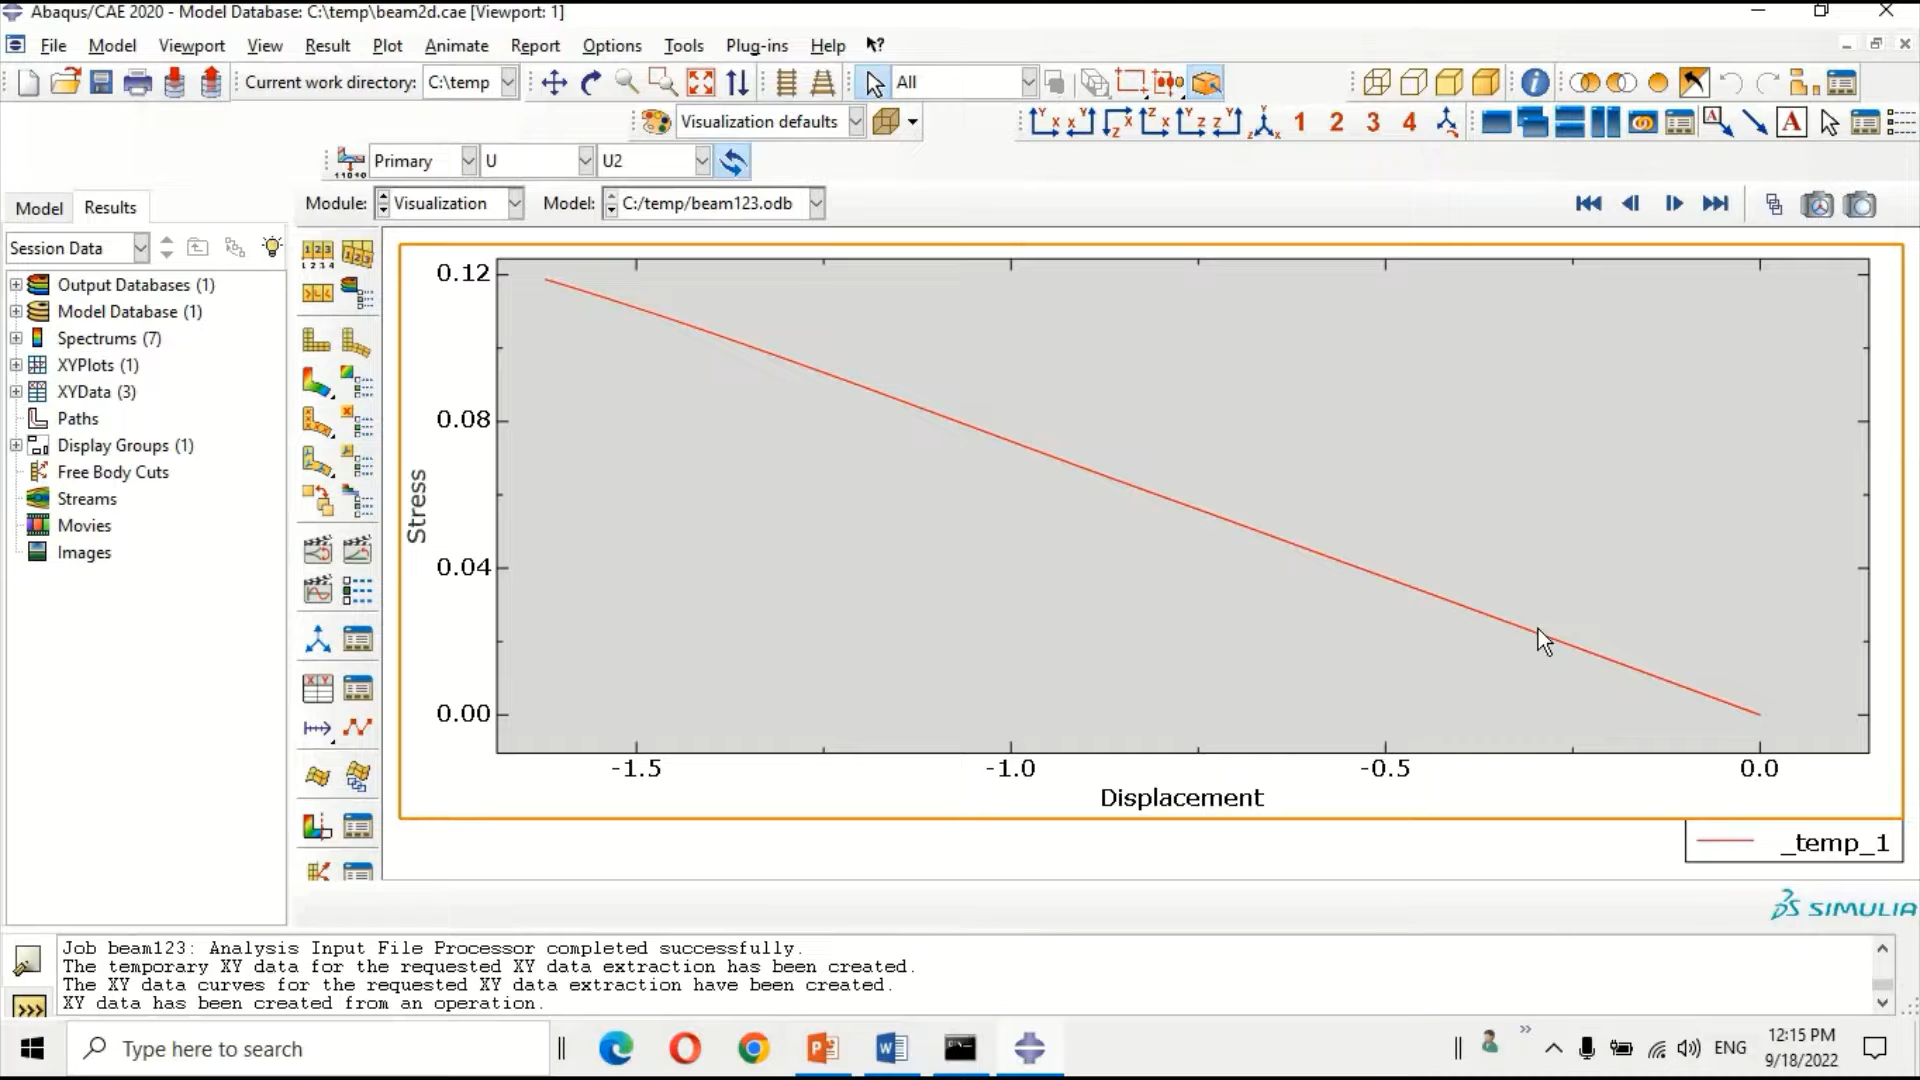 Abaqus/CAE 2020 - Model Database: C:\temp\beam2d.cae [Viewport: 1]
File Model Viewport View Result Plot Animate Report Options Tools Plug-ins Help
Current work directory: C:\temp All
Visualization defaults 1 2 3 4
Primary U U2
Module: Visualization Model: C:/temp/beam123.odb
Model Results
Session Data
Output Databases (1)
Model Database (1)
Spectrums (7)
XYPlots (1)
XYData (3)
Paths
Display Groups (1)
Free Body Cuts
Streams
Movies
Images
0.12
0.08
0.04
0.00
Stress
-1.5 -1.0 -0.5 0.0
Displacement
_temp_1
SIMULIA
Job beam123: Analysis Input File Processor completed successfully.
The temporary XY data for the requested XY data extraction has been created.
The XY data curves for the requested XY data extraction have been created.
XY data has been created from an operation.
>>>
Type here to search
ENG
12:15 PM
9/18/2022